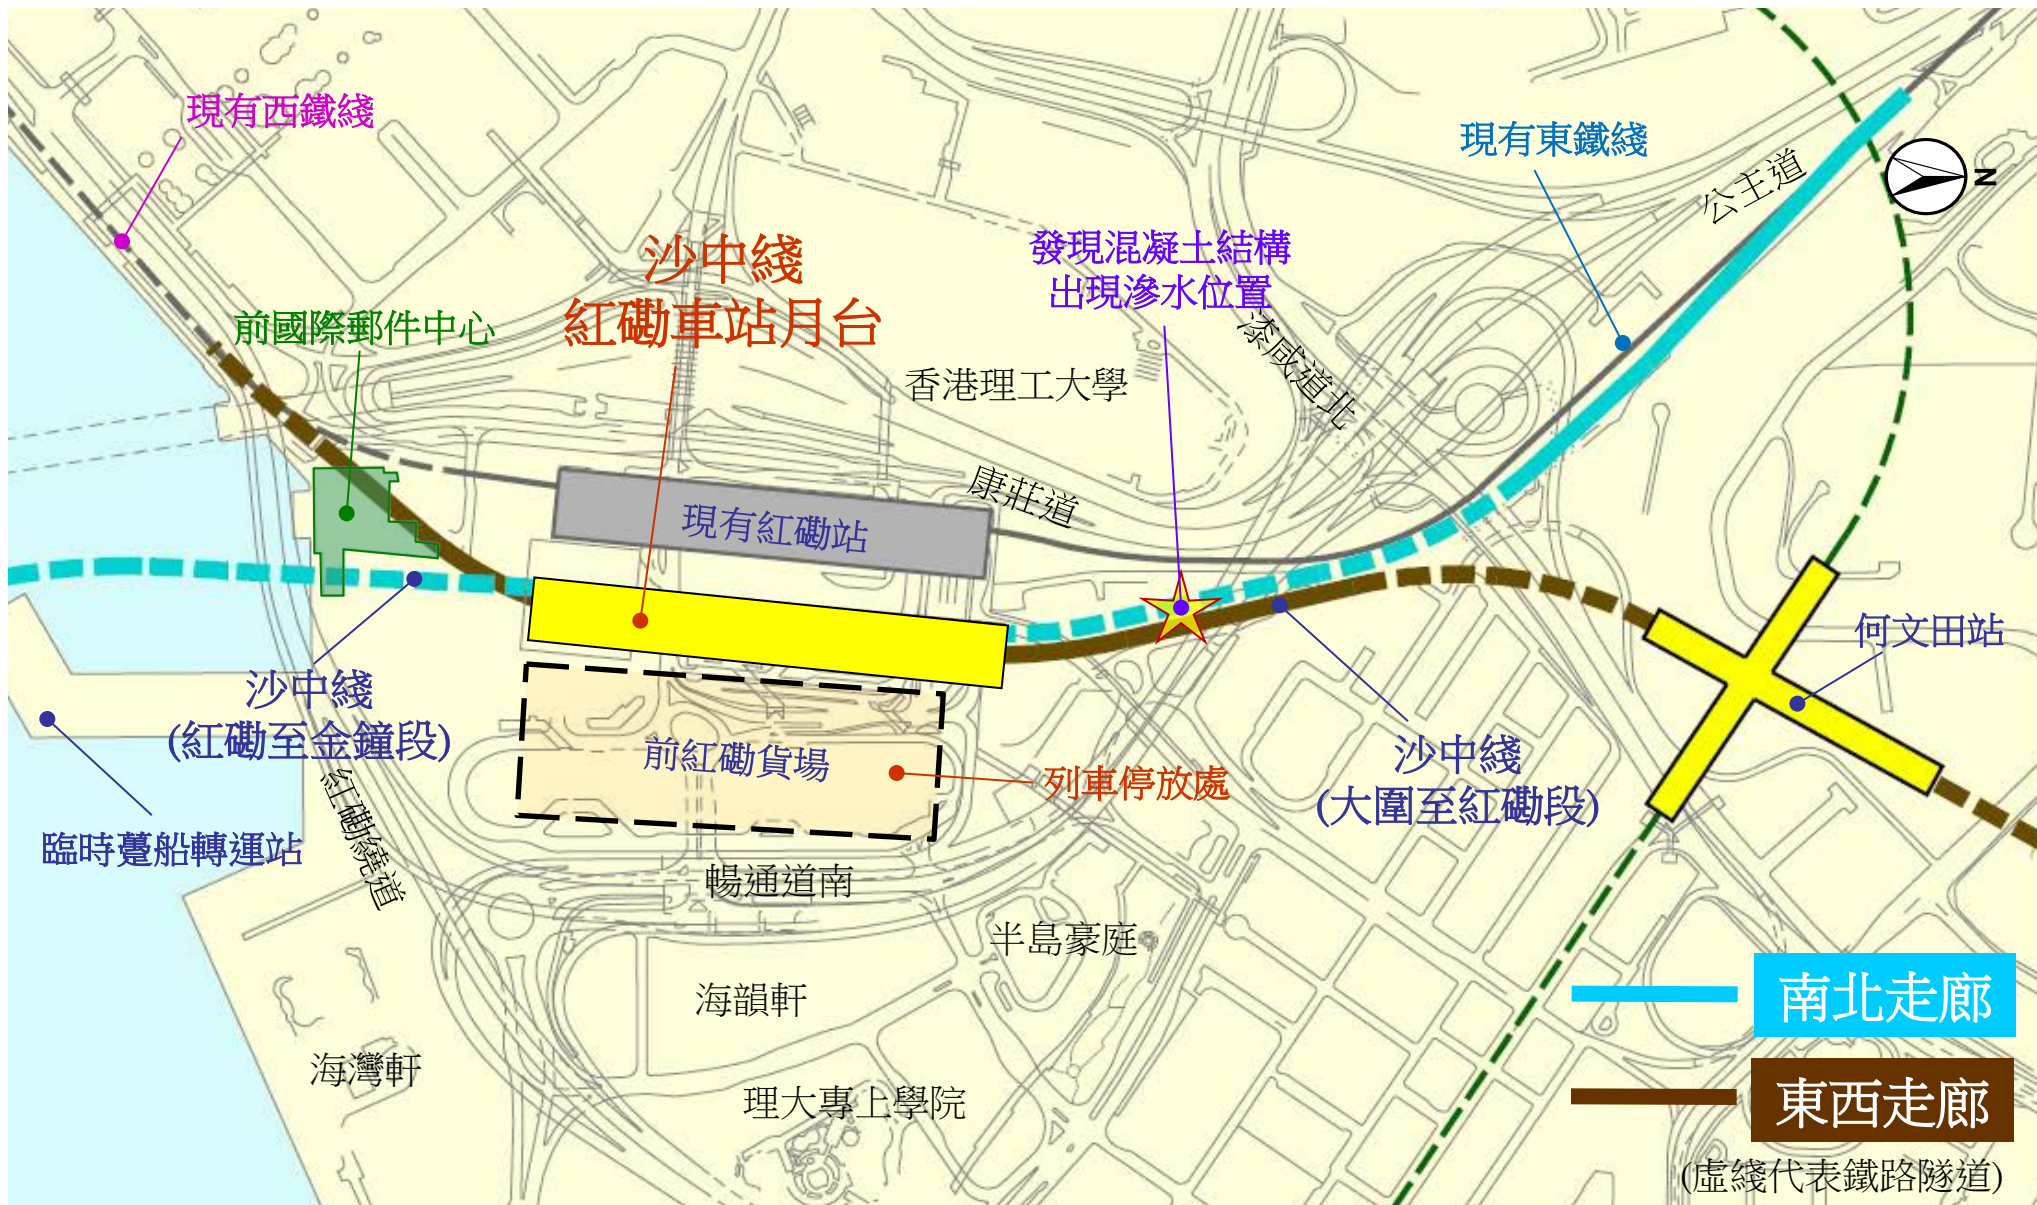 現有西鐵綫
現有東鐵綫
N
公主道
沙中綫
紅磡車站月台
發現混凝土結構
出現滲水位置
前國際郵件中心
漆咸道北
香港理工大學
康莊道
現有紅磡站
何文田站
沙中綫
(紅磡至金鐘段)
前紅磡貨場
列車停放處
沙中綫
(大圍至紅磡段)
臨時躉船轉運站
紅磡繞道
暢通道南
半島豪庭
海韻軒
海灣軒
理大專上學院
南北走廊
東西走廊
(虛綫代表鐵路隧道)